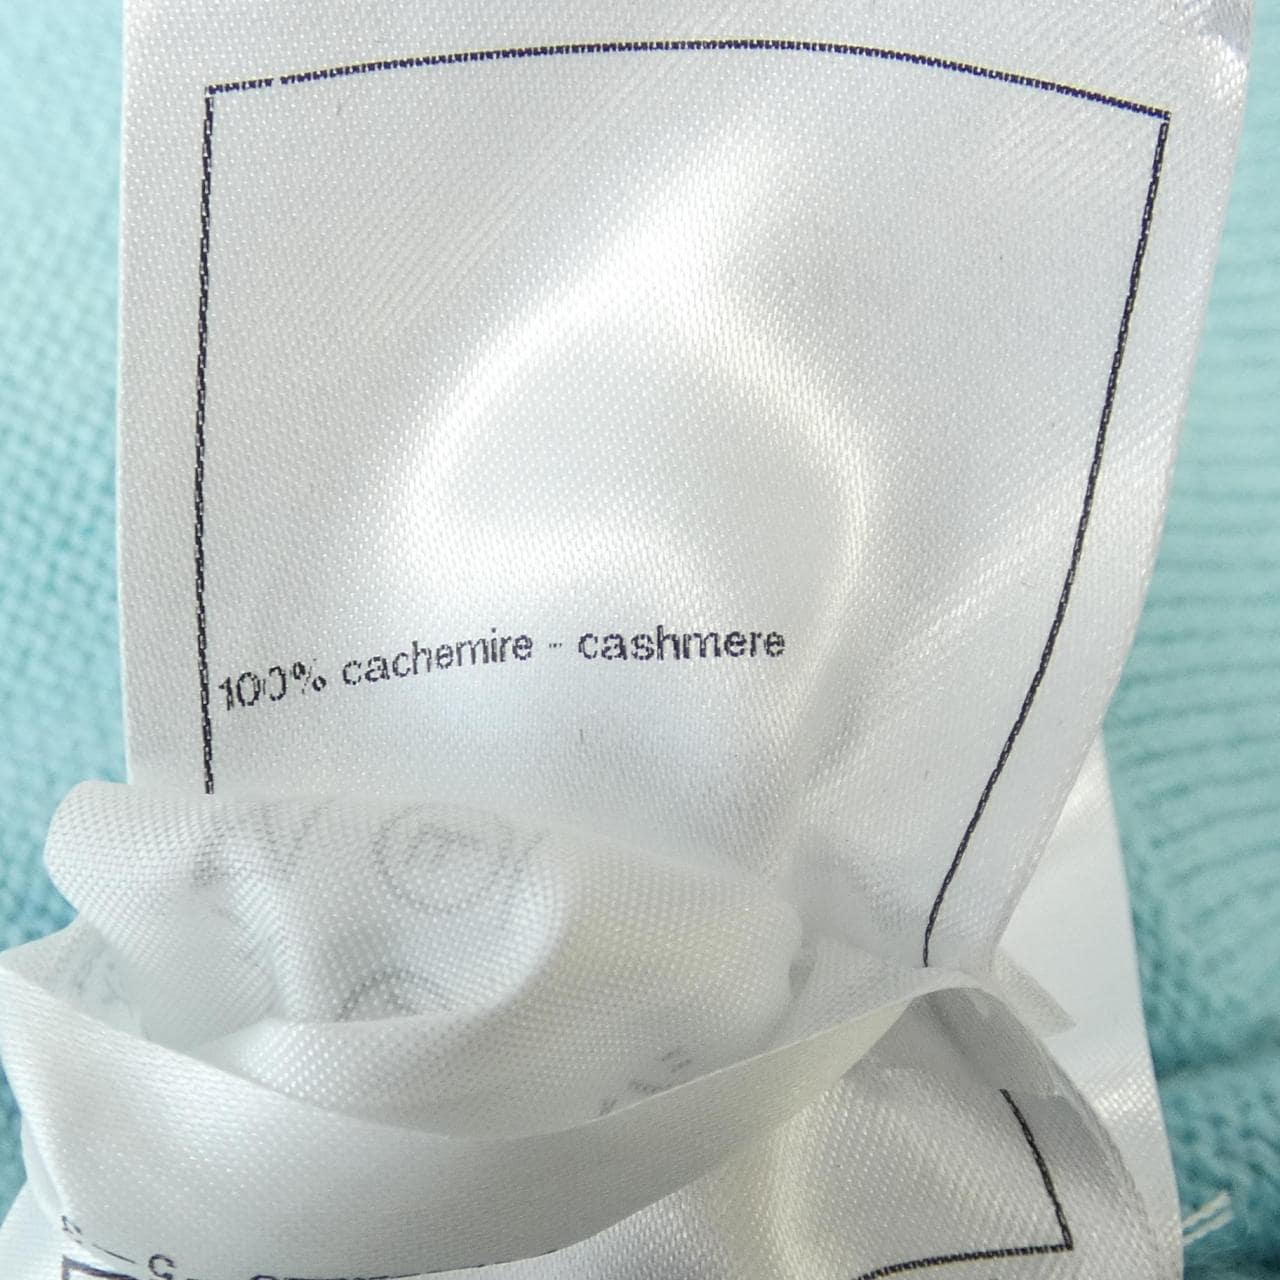 100% cachemire - cashmere